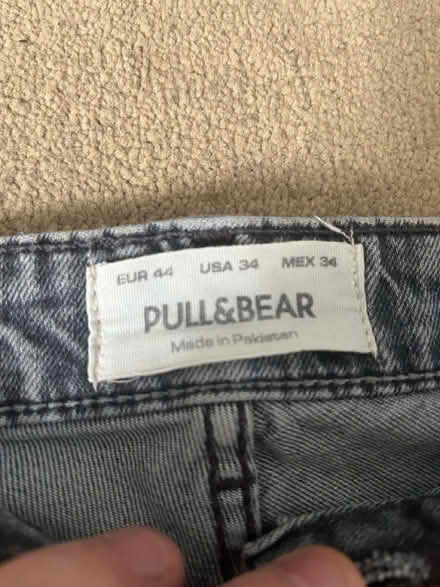 EUR 44 USA 34 MEX 34
PULL&BEAR
Made in Pakistan